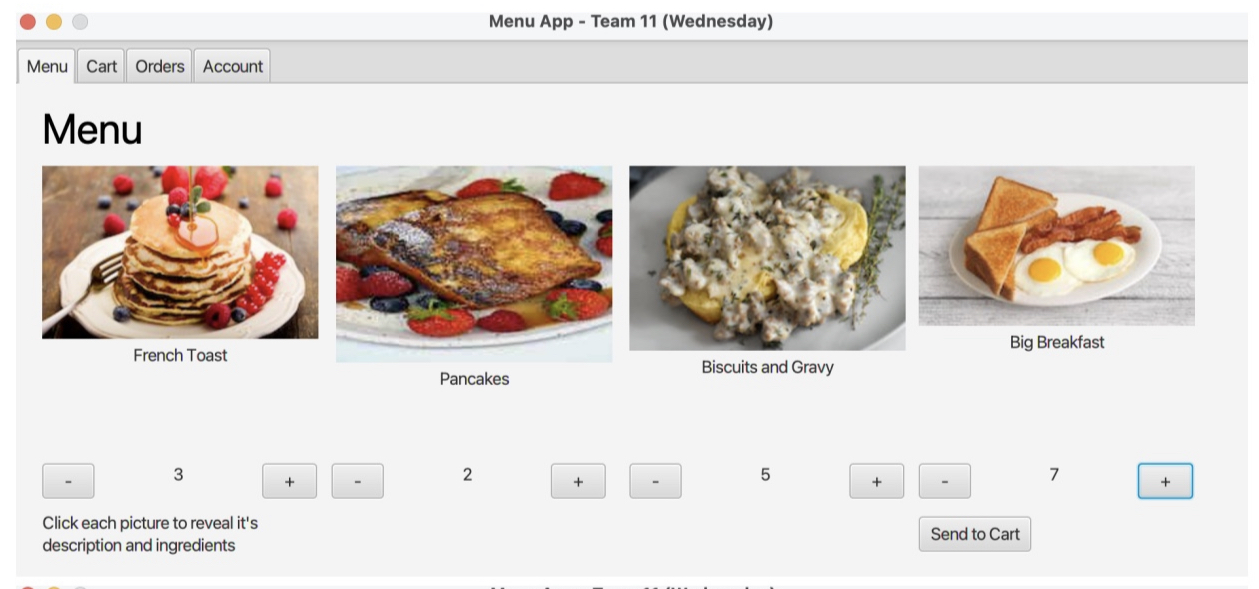 Menu App - Team 11 (Wednesday)
Menu Cart Orders Account
Menu
French Toast
Pancakes
Biscuits and Gravy
Big Breakfast
- 3 + - 2 + - 5 + - 7 +
Click each picture to reveal it's
description and ingredients
Send to Cart